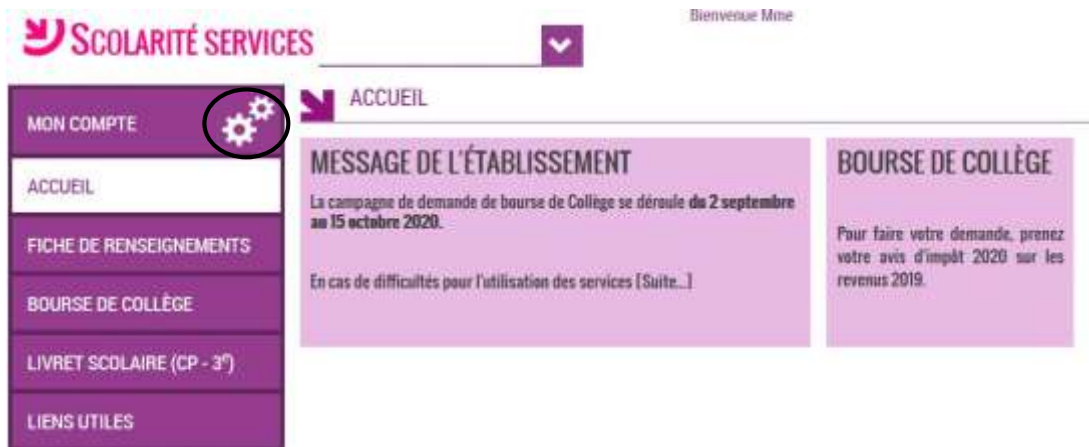 Bienvenue Mme
SCOLARITÉ SERVICES
MON COMPTE
ACCUEIL
FICHE DE RENSEIGNEMENTS
BOURSE DE COLLÈGE
LIVRET SCOLAIRE (CP - 3e)
LIENS UTILES
ACCUEIL
MESSAGE DE L'ÉTABLISSEMENT
La campagne de demande de bourse de Collège se déroule du 2 septembre
au 15 octobre 2020.
En cas de difficultés pour l'utilisation des services [Suite...]
BOURSE DE COLLÈGE
Pour faire votre demande, prenez
votre avis d'impôt 2020 sur les
revenus 2019.